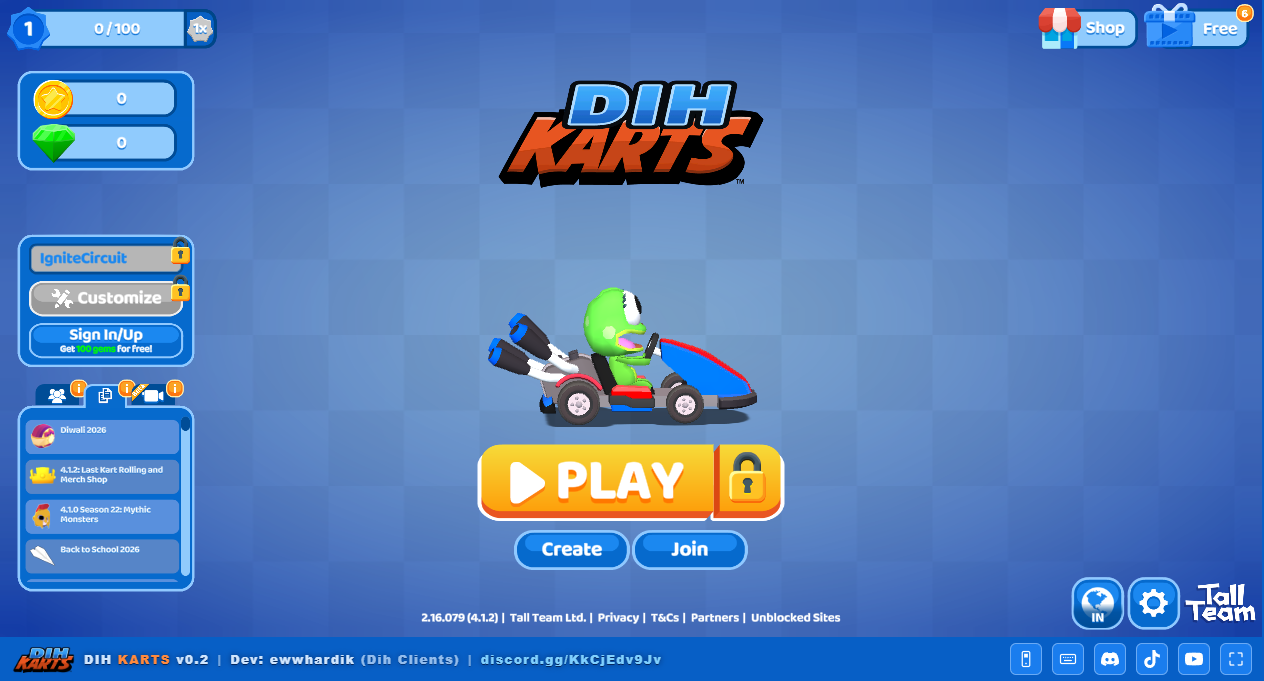 1
0 / 100
1x
Shop
Free
6
0
0
DIH
KARTS
TM
IgniteCircuit
Customize
Sign In/Up
Get 100 gems for free!
i
i
i
Diwali 2026
4.1.2: Last Kart Rolling and
Merch Shop
4.1.0 Season 22: Mythic
Monsters
Back to School 2026
PLAY
Create
Join
IN
Tall
Team
2.16.079 (4.1.2) | Tall Team Ltd. | Privacy | T&Cs | Partners | Unblocked Sites
DIH
KARTS
DIH KARTS v0.2 | Dev: ewwhardik (Dih Clients) | discord.gg/KkCjEdv9Jv